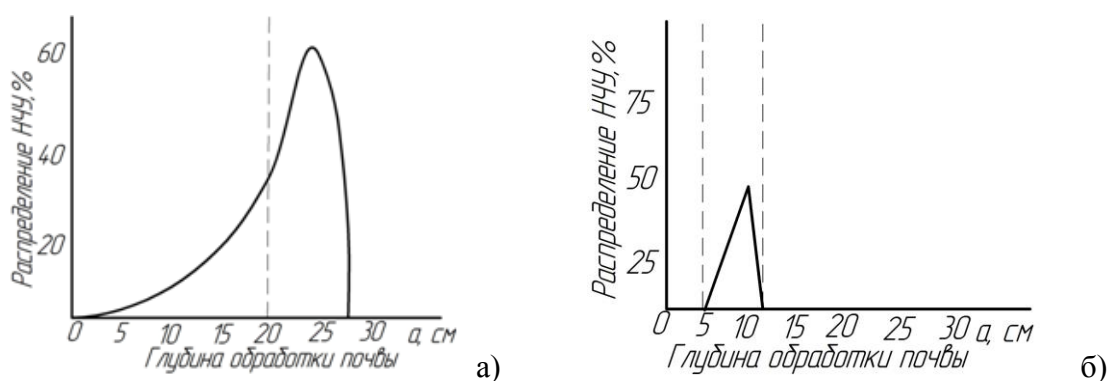 Распределение НЧУ,%
60
40
20
0 5 10 15 20 25 30 а, см
Глубина обработки почвы
а)
Распределение НЧУ,%
75
50
25
0 5 10 15 20 25 30 а, см
Глубина обработки почвы
б)